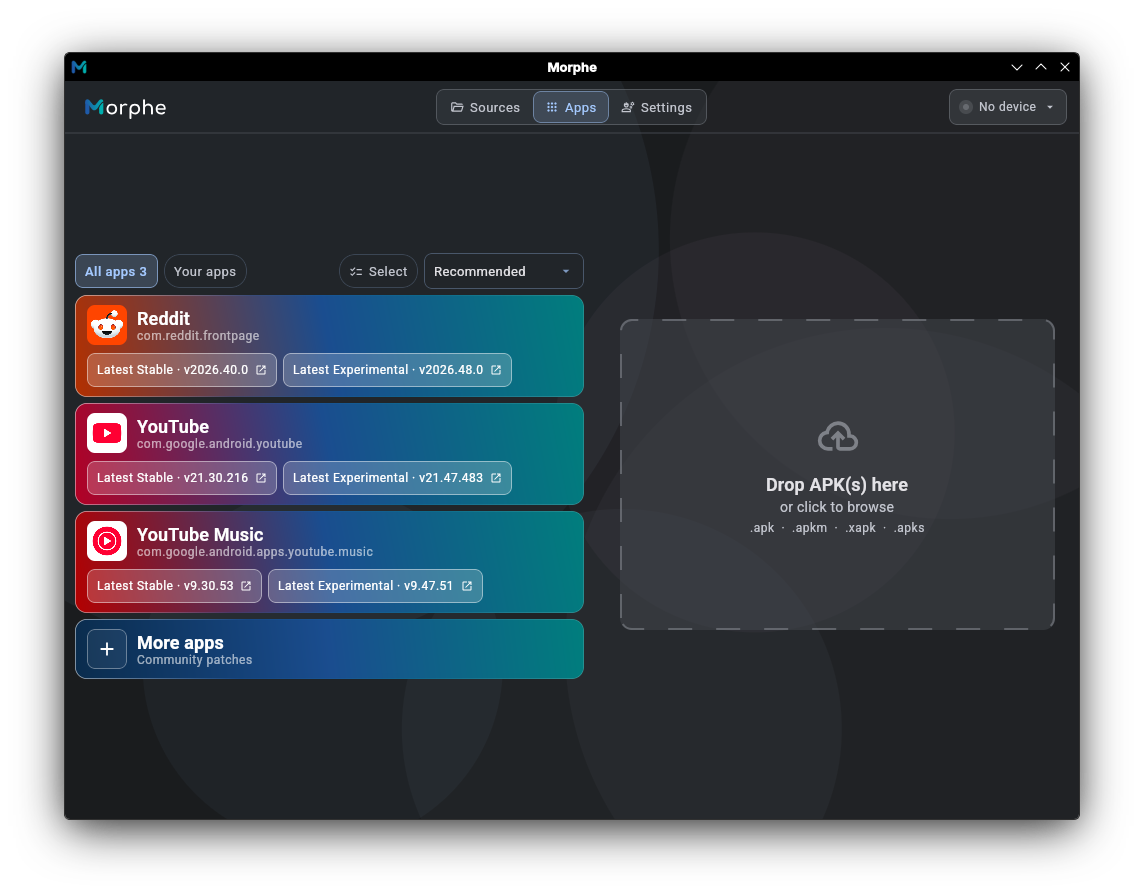 Morphe
Morphe
Sources
Apps
Settings
No device
All apps 3
Your apps
Select
Recommended
Reddit
com.reddit.frontpage
Latest Stable · v2026.40.0
Latest Experimental · v2026.48.0
YouTube
com.google.android.youtube
Latest Stable · v21.30.216
Latest Experimental · v21.47.483
YouTube Music
com.google.android.apps.youtube.music
Latest Stable · v9.30.53
Latest Experimental · v9.47.51
More apps
Community patches
Drop APK(s) here
or click to browse
.apk · .apkm · .xapk · .apks